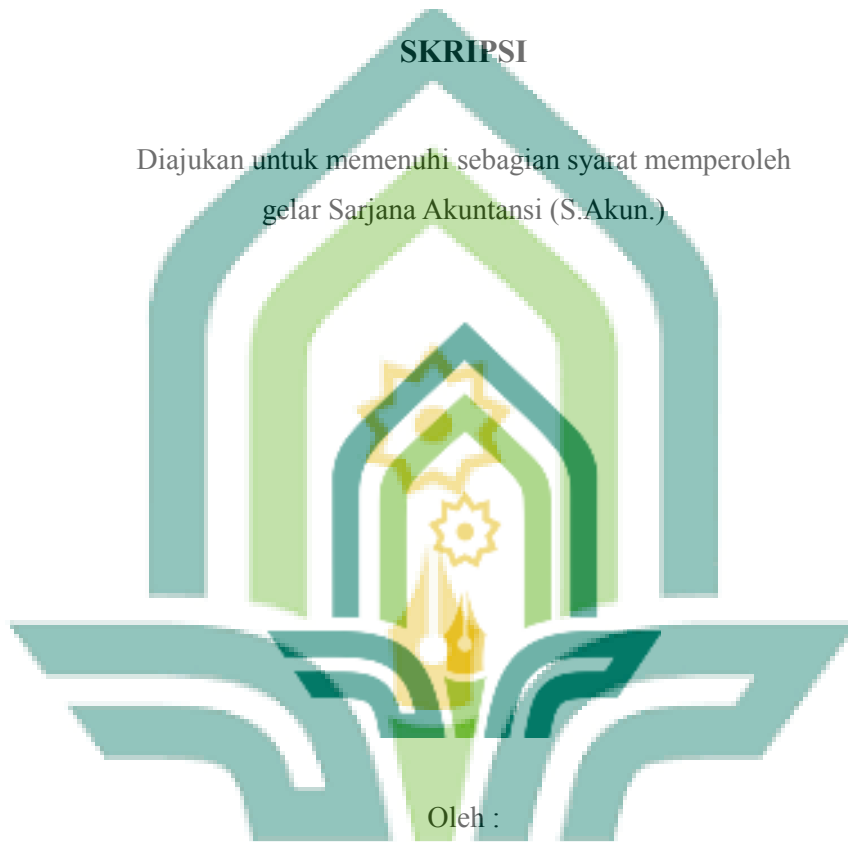 SKRIPSI
Diajukan untuk memenuhi sebagian syarat memperoleh
gelar Sarjana Akuntansi (S.Akun.)
Oleh :